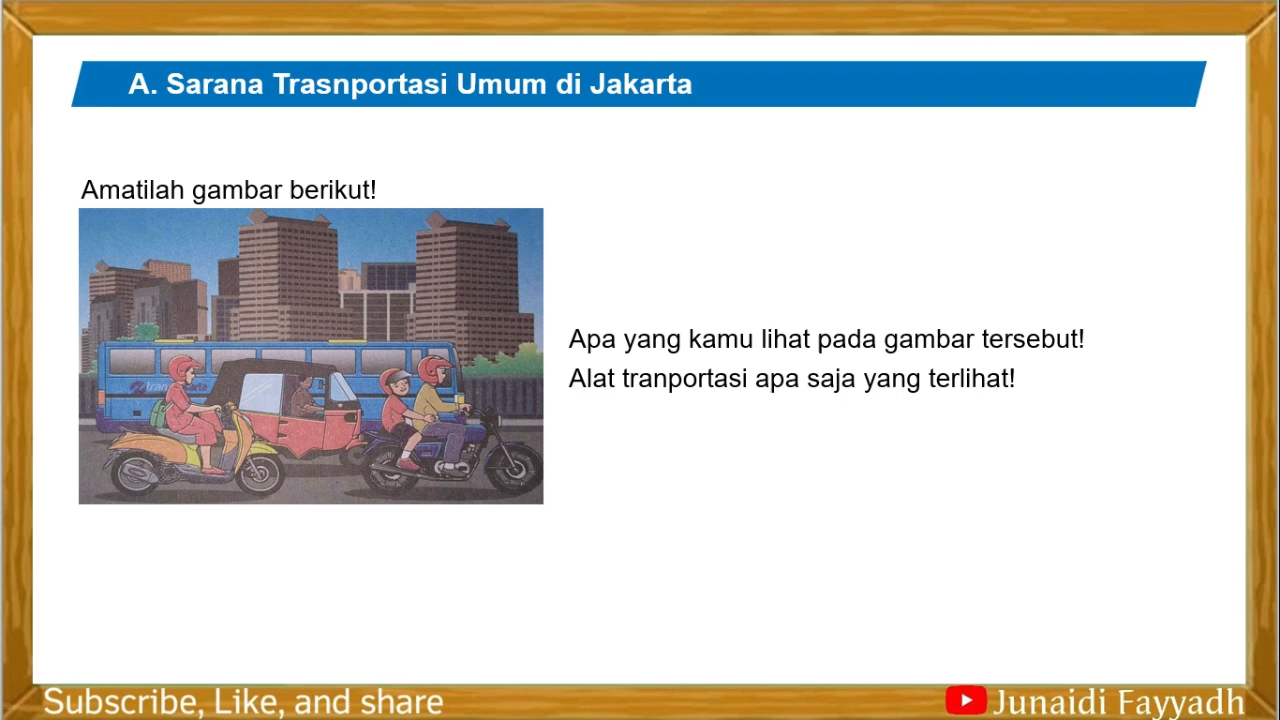 A. Sarana Trasnportasi Umum di Jakarta
Amatilah gambar berikut!
Apa yang kamu lihat pada gambar tersebut!
Alat tranportasi apa saja yang terlihat!
Subscribe, Like, and share
Junaidi Fayyadh